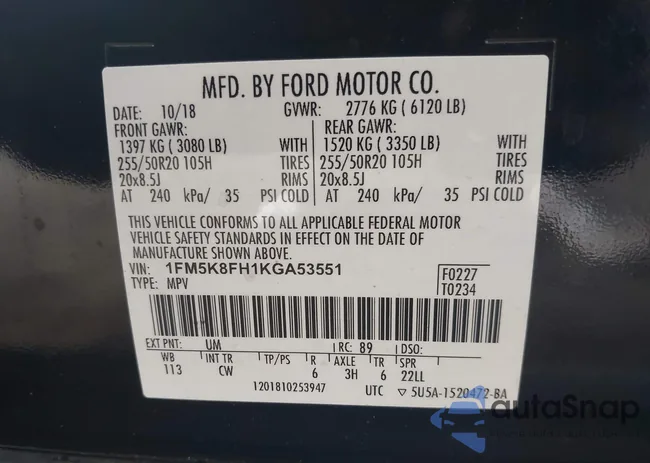 MFD. BY FORD MOTOR CO.
DATE: 10/18 GVWR: 2776 KG ( 6120 LB)
FRONT GAWR: REAR GAWR:
1397 KG ( 3080 LB) WITH 1520 KG ( 3350 LB) WITH
255/50R20 105H TIRES 255/50R20 105H TIRES
20x8.5J RIMS 20x8.5J RIMS
AT 240 kPa/ 35 PSI COLD AT 240 kPa/ 35 PSI COLD
THIS VEHICLE CONFORMS TO ALL APPLICABLE FEDERAL MOTOR
VEHICLE SAFETY STANDARDS IN EFFECT ON THE DATE OF
MANUFACTURE SHOWN ABOVE.
VIN: 1FM5K8FH1KGA53551 F0227
TYPE: MPV T0234
EXT PNT: UM RC: 89 DSO:
WB INT TR TP/PS R AXLE TR SPR
113 CW 6 3H 6 22LL
1201810253947 UTC ▽ 5U5A-1520472-BA
autoSnap